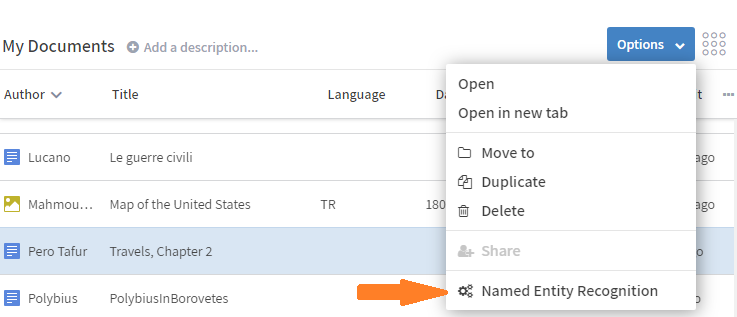 My Documents Add a description... Options
Author Title Language
Open
Open in new tab
Lucano Le guerre civili ago
Move to
Duplicate
Mahmou... Map of the United States TR 180 ago
Delete
Pero Tafur Travels, Chapter 2
Share
Polybius PolybiusInBorovetes ago
Named Entity Recognition